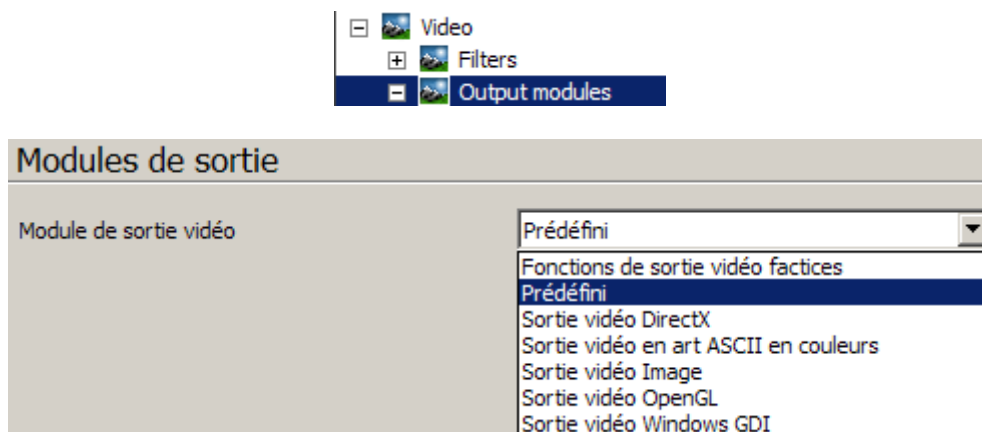 Video
Filters
Output modules
Modules de sortie
Module de sortie vidéo
Prédéfini
Fonctions de sortie vidéo factices
Prédéfini
Sortie vidéo DirectX
Sortie vidéo en art ASCII en couleurs
Sortie vidéo Image
Sortie vidéo OpenGL
Sortie vidéo Windows GDI